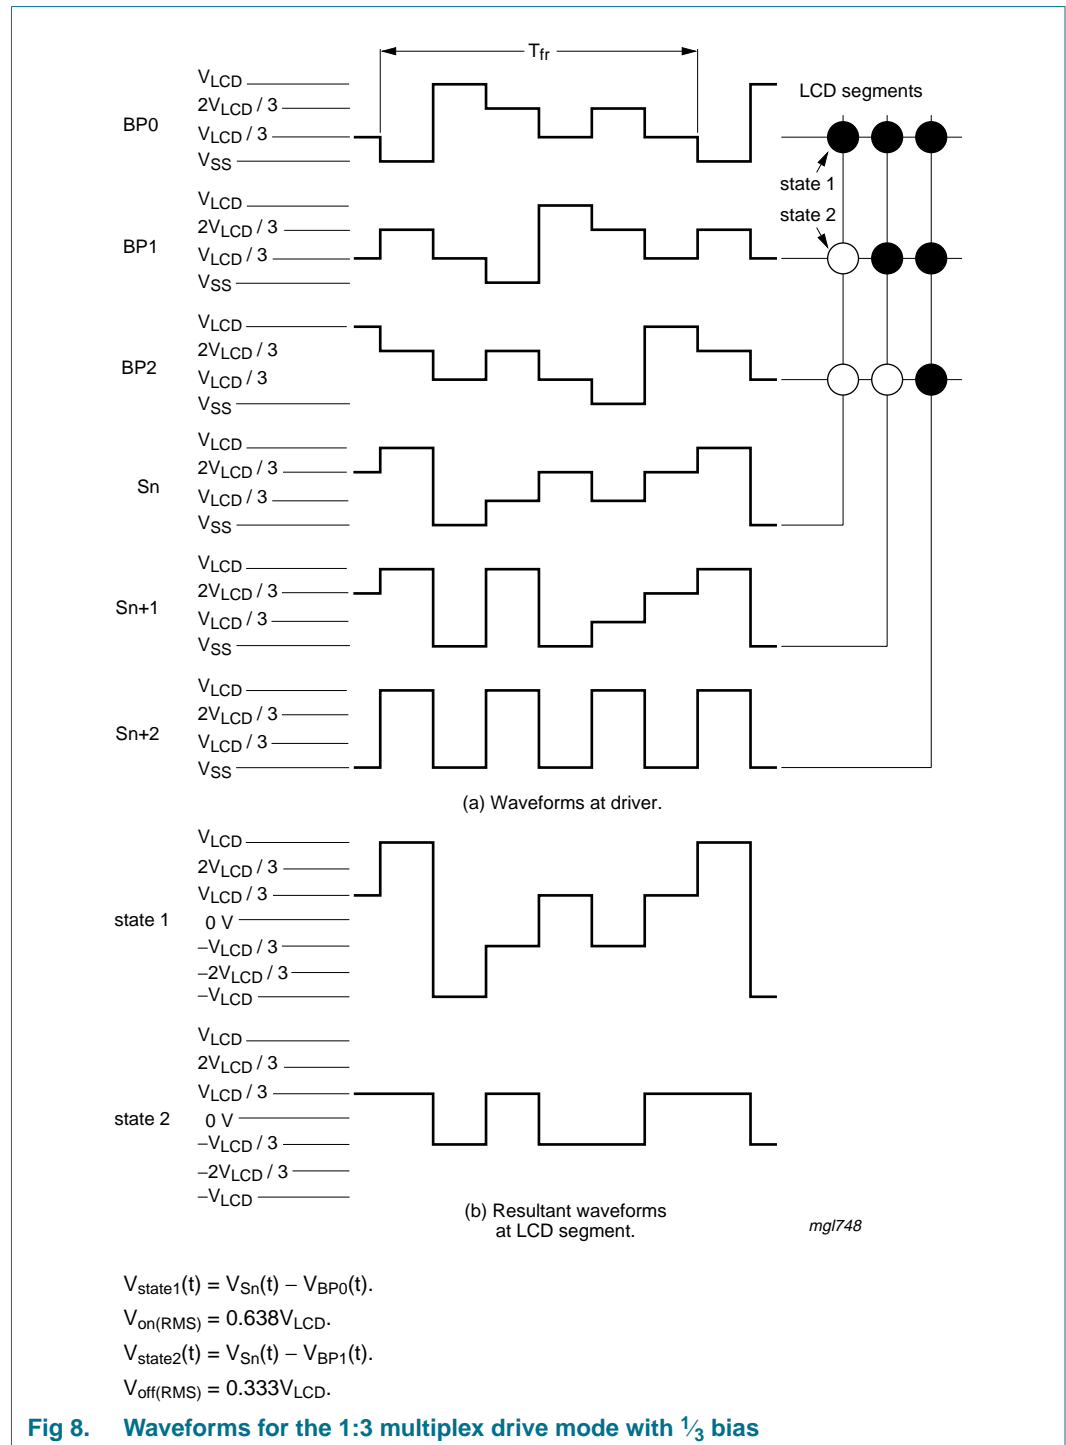 Tfr
VLCD
2VLCD / 3
BP0
VLCD / 3
VSS
LCD segments
state 1
VLCD
state 2
2VLCD / 3
BP1
VLCD / 3
VSS
VLCD
2VLCD / 3
BP2
VLCD / 3
VSS
VLCD
2VLCD / 3
Sn
VLCD / 3
VSS
VLCD
2VLCD / 3
Sn+1
VLCD / 3
VSS
VLCD
2VLCD / 3
Sn+2
VLCD / 3
VSS
(a) Waveforms at driver.
VLCD
2VLCD / 3
VLCD / 3
state 1
0 V
−VLCD / 3
−2VLCD / 3
−VLCD
VLCD
2VLCD / 3
VLCD / 3
state 2
0 V
−VLCD / 3
−2VLCD / 3
−VLCD
(b) Resultant waveforms
at LCD segment.
mgl748
Vstate1(t) = VSn(t) − VBP0(t).
Von(RMS) = 0.638VLCD.
Vstate2(t) = VSn(t) − VBP1(t).
Voff(RMS) = 0.333VLCD.
Fig 8. Waveforms for the 1:3 multiplex drive mode with 1⁄3 bias